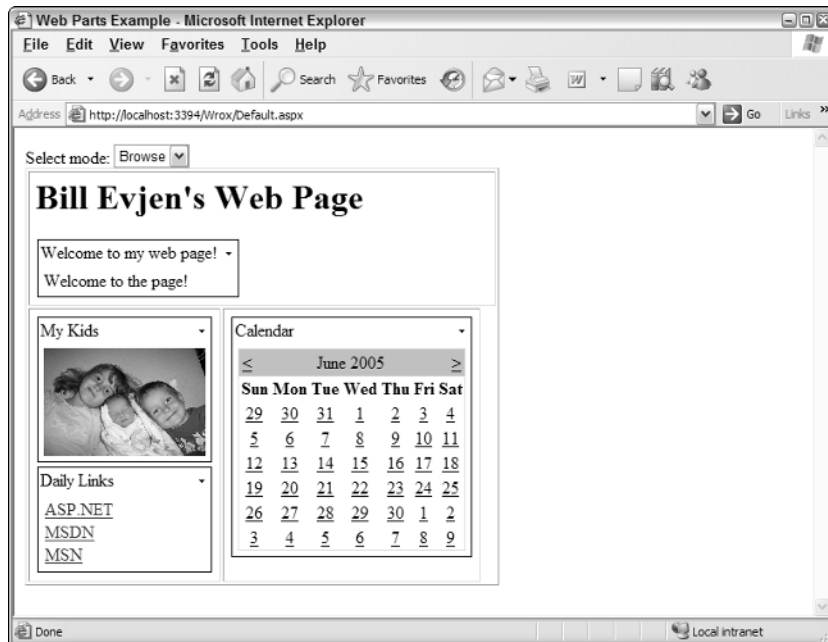 Web Parts Example - Microsoft Internet Explorer
File Edit View Favorites Tools Help
Back Search Favorites W
Address http://localhost:3394/Wrox/Default.aspx Go Links »
Select mode: Browse
Bill Evjen's Web Page
Welcome to my web page!
Welcome to the page!
My Kids
Daily Links
ASP.NET
MSDN
MSN
Calendar
< June 2005 >
Sun Mon Tue Wed Thu Fri Sat
29 30 31 1 2 3 4
5 6 7 8 9 10 11
12 13 14 15 16 17 18
19 20 21 22 23 24 25
26 27 28 29 30 1 2
3 4 5 6 7 8 9
Done Local intranet